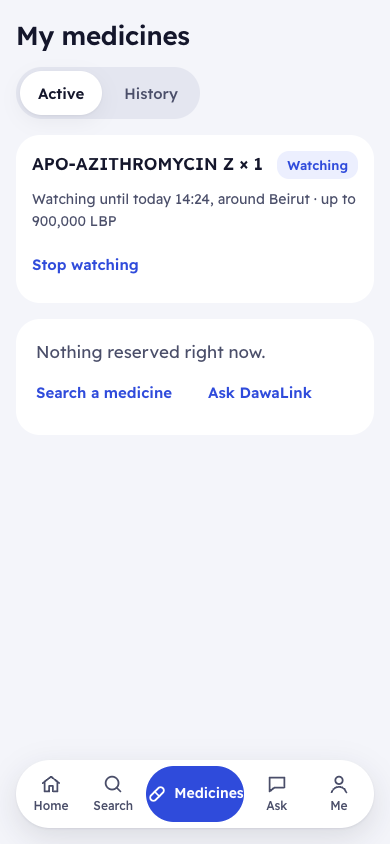 My medicines
Active
History
APO-AZITHROMYCIN Z × 1
Watching
Watching until today 14:24, around Beirut · up to
900,000 LBP
Stop watching
Nothing reserved right now.
Search a medicine
Ask DawaLink
Home
Search
Medicines
Ask
Me